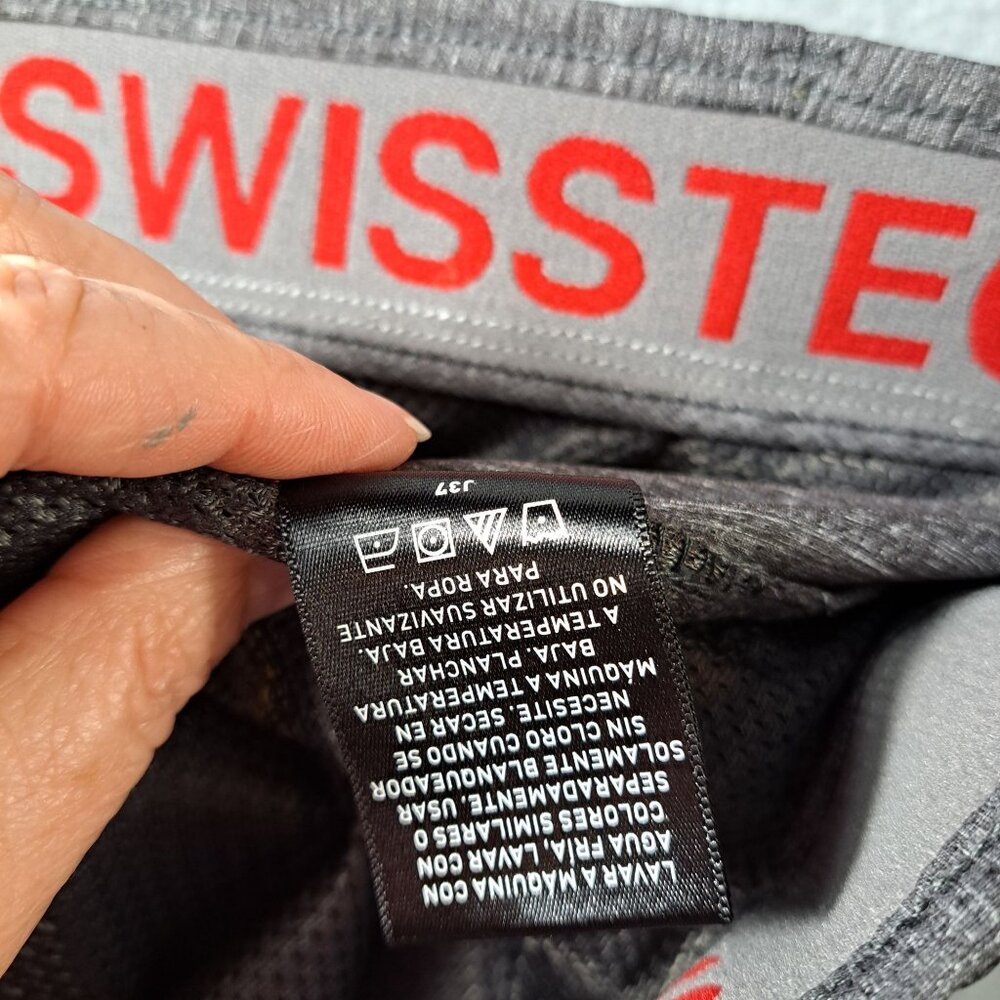 SWISSTEC
LAVAR A MÁQUINA CON
AGUA FRÍA, LAVAR CON
COLORES SIMILARES O
SEPARADAMENTE. USAR
SOLAMENTE BLANQUEADOR
SIN CLORO CUANDO SE
NECESITE. SECAR EN
MÁQUINA A TEMPERATURA
BAJA. PLANCHAR
A TEMPERATURA BAJA.
NO UTILIZAR SUAVIZANTE
PARA ROPA.
J37